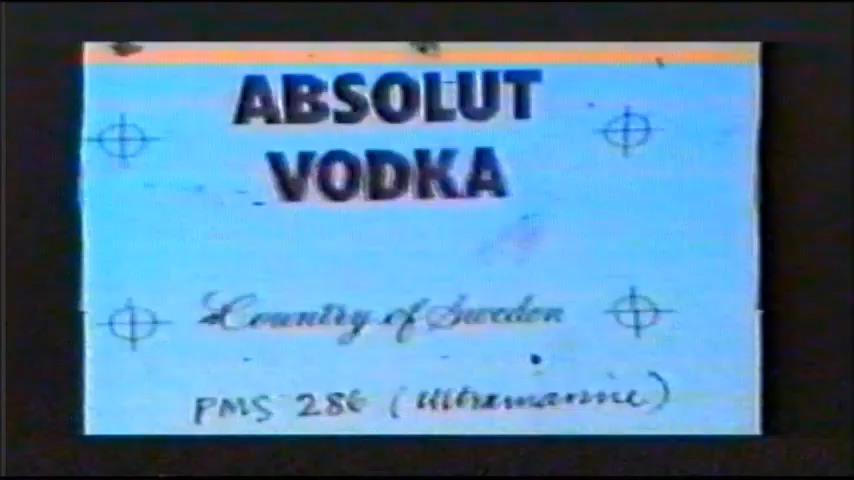 ABSOLUT
VODKA
Country of Sweden
PMS 286 (Ultramarine)